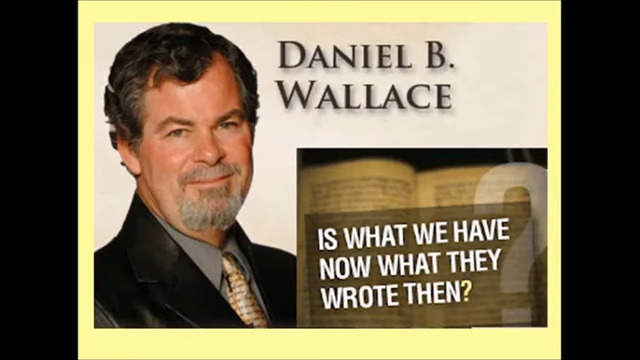 DANIEL B.
WALLACE
IS WHAT WE HAVE
NOW WHAT THEY
WROTE THEN?
?